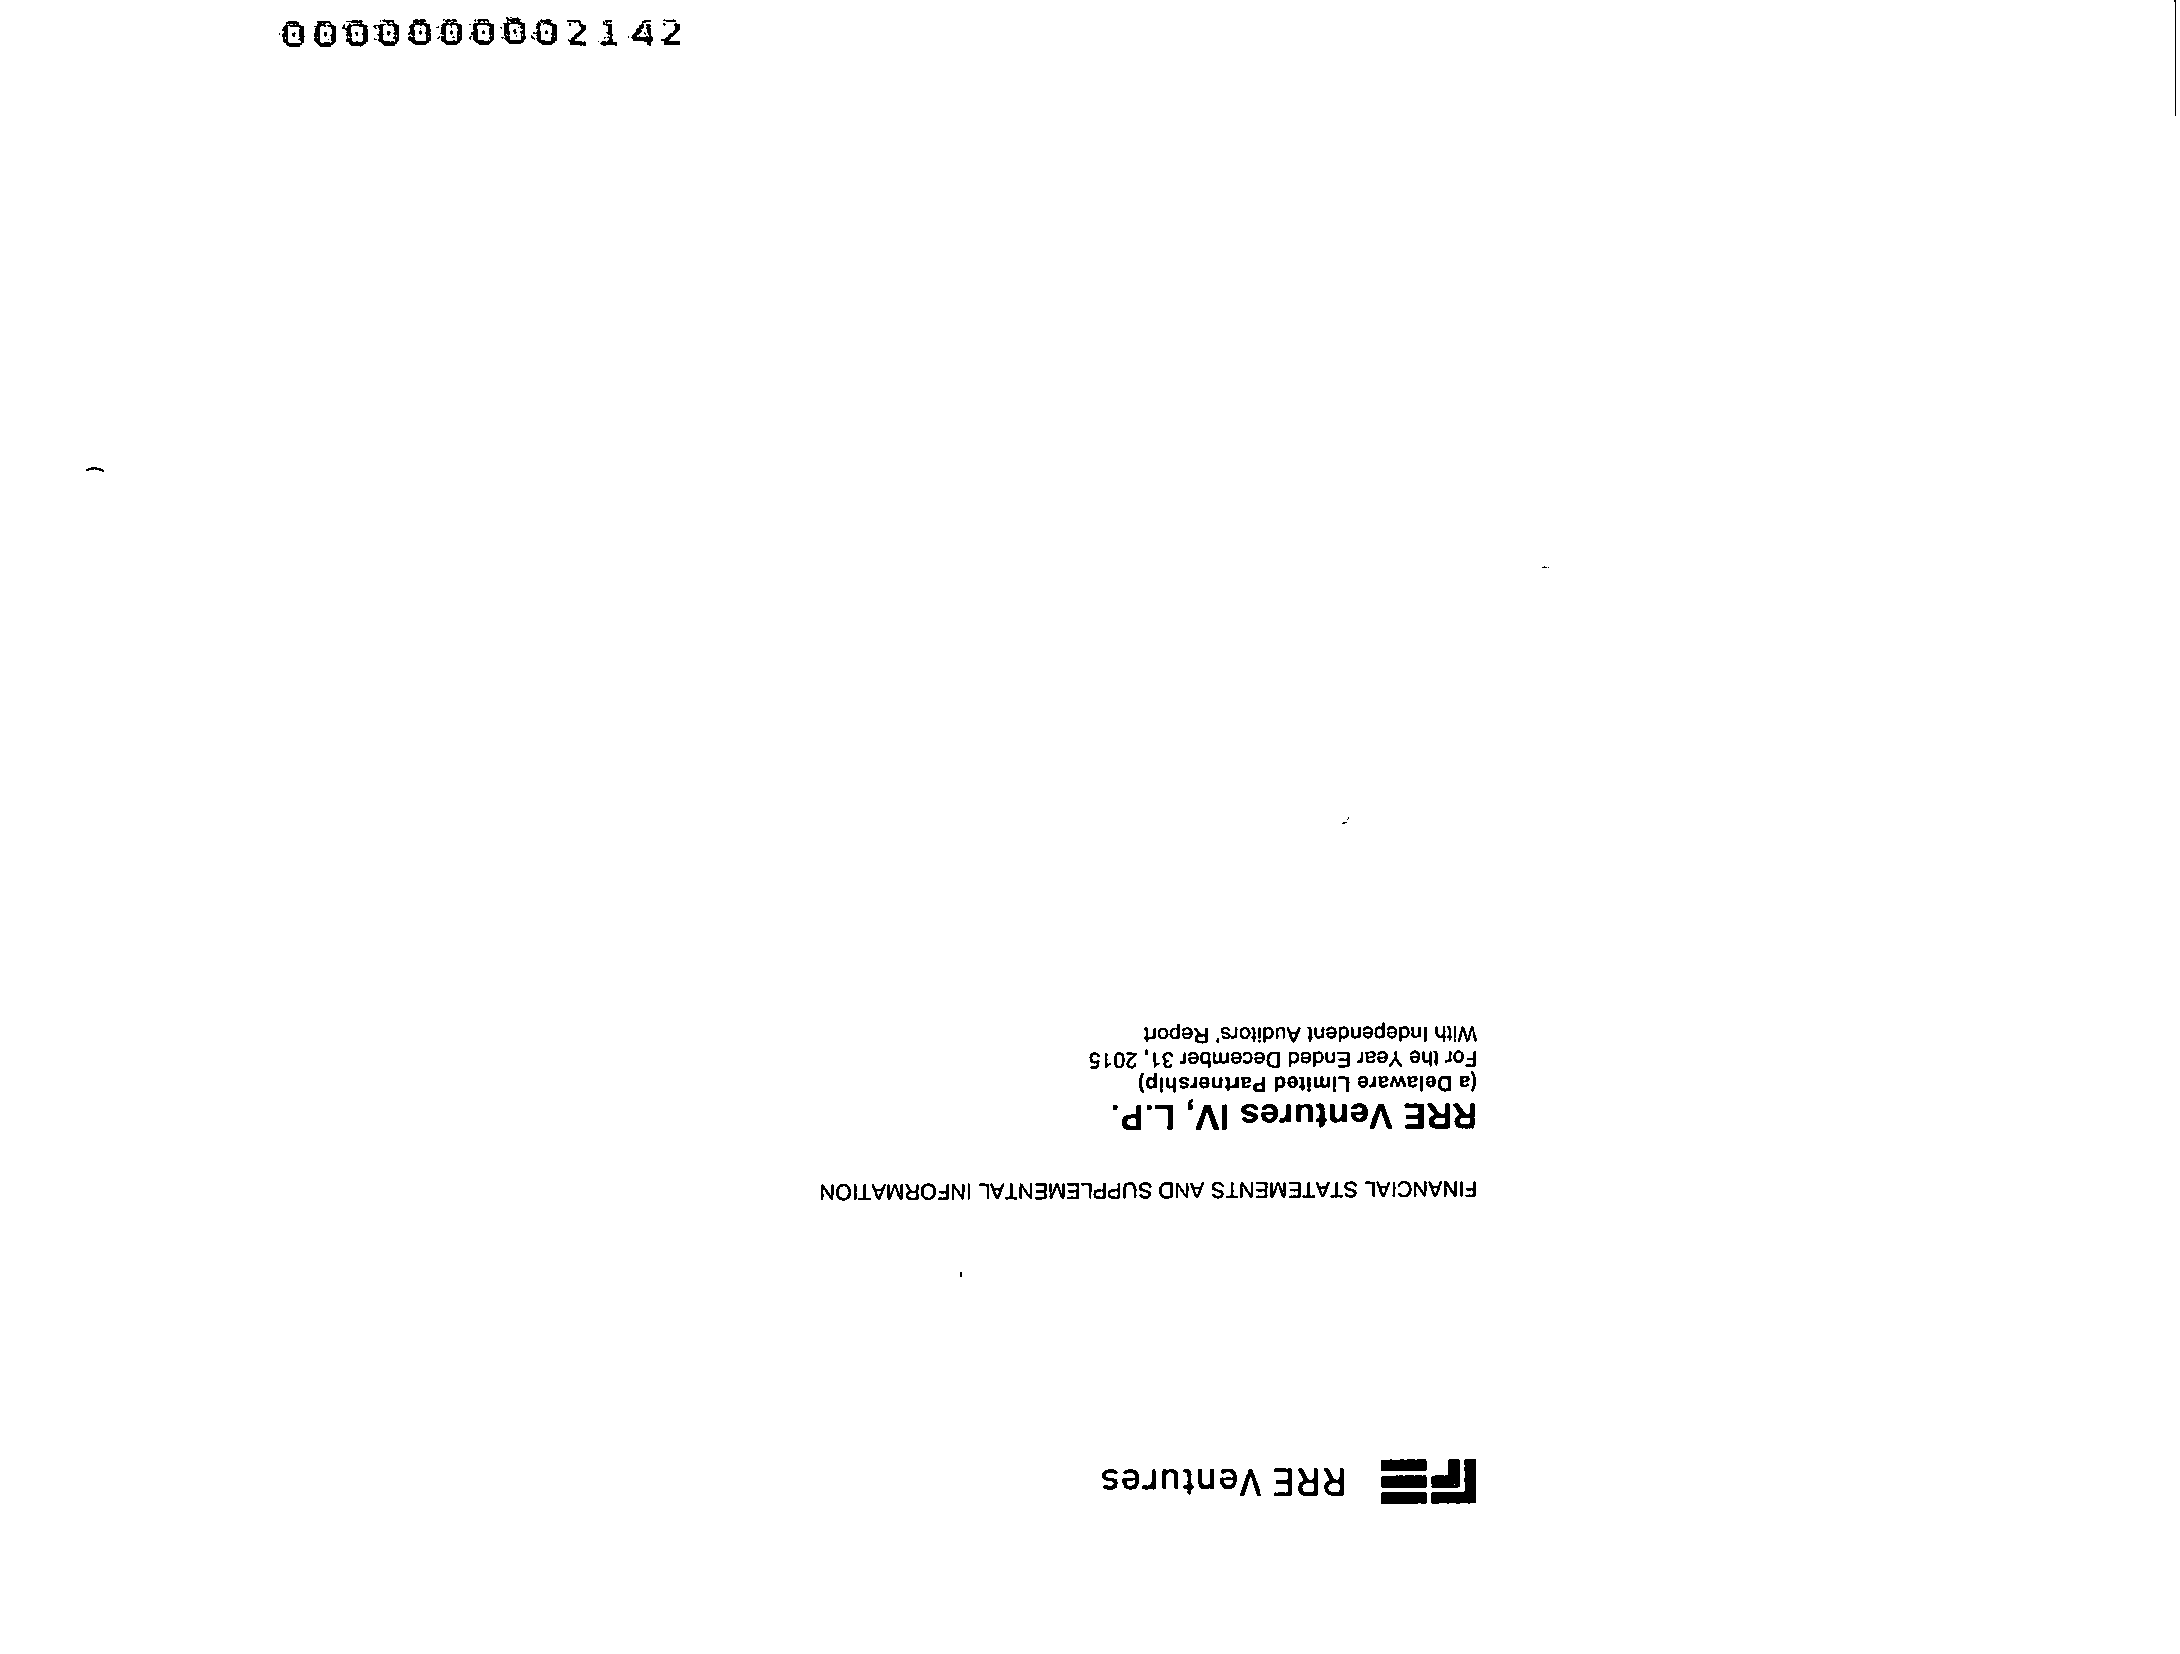 0000000002142
RRE Ventures
FINANCIAL STATEMENTS AND SUPPLEMENTAL INFORMATION
RRE Ventures IV, L.P.
(a Delaware Limited Partnership)
For the Year Ended December 31, 2015
With Independent Auditors' Report